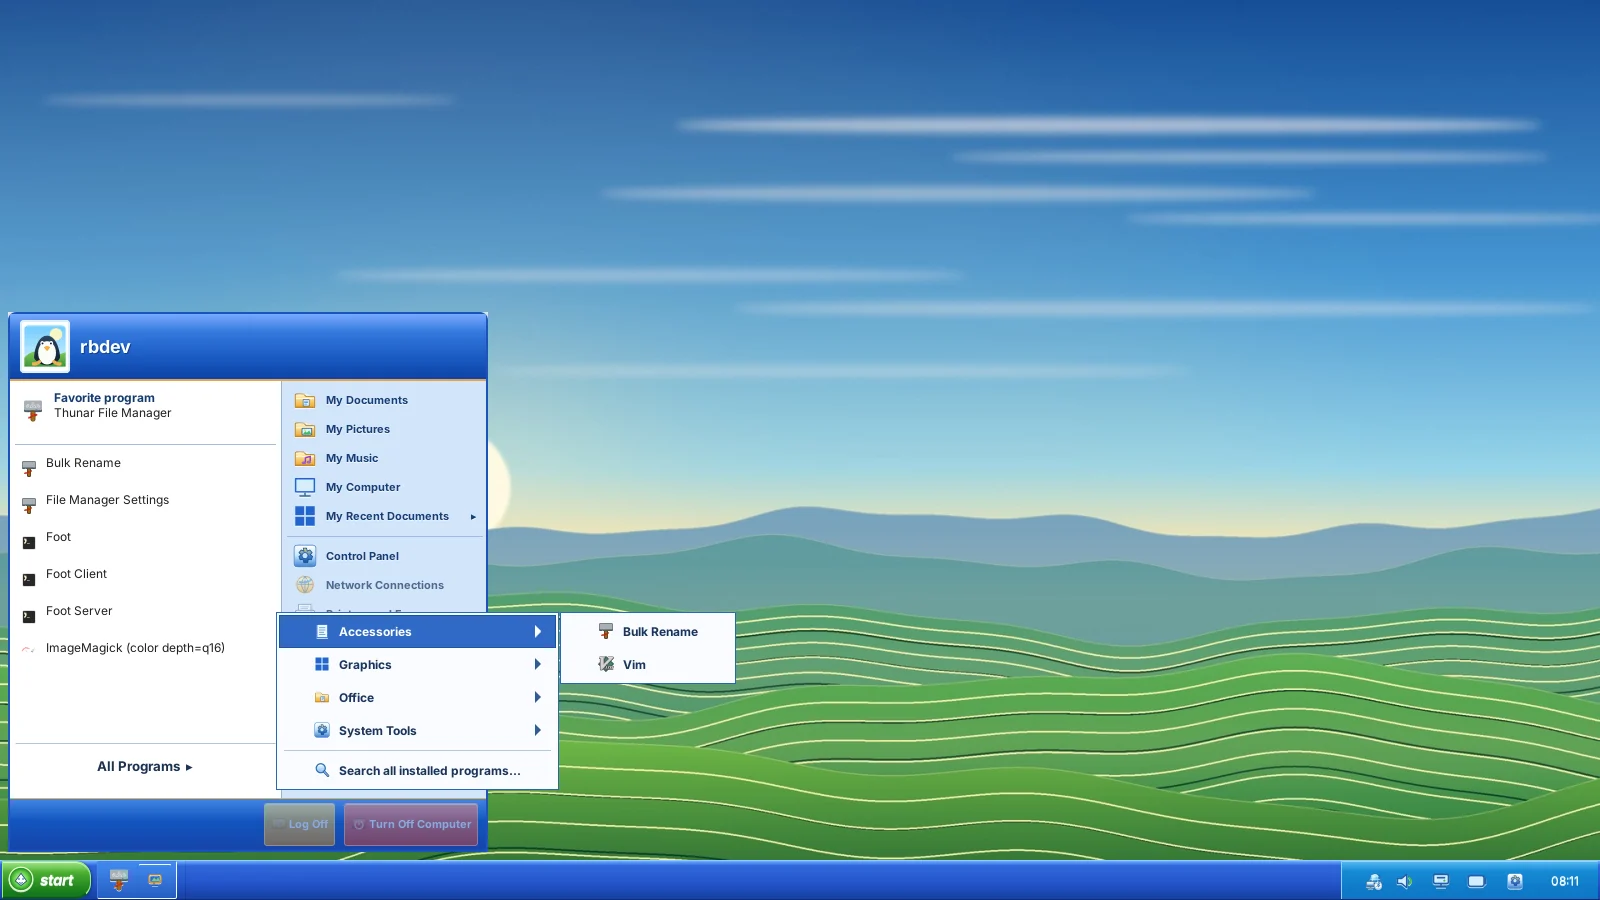 rbdev
Favorite program
Thunar File Manager
Bulk Rename
File Manager Settings
Foot
Foot Client
Foot Server
ImageMagick (color depth=q16)
All Programs
My Documents
My Pictures
My Music
My Computer
My Recent Documents
Control Panel
Network Connections
Accessories
Graphics
Office
System Tools
Search all installed programs...
Bulk Rename
Vim
Log Off
Turn Off Computer
start
08:11